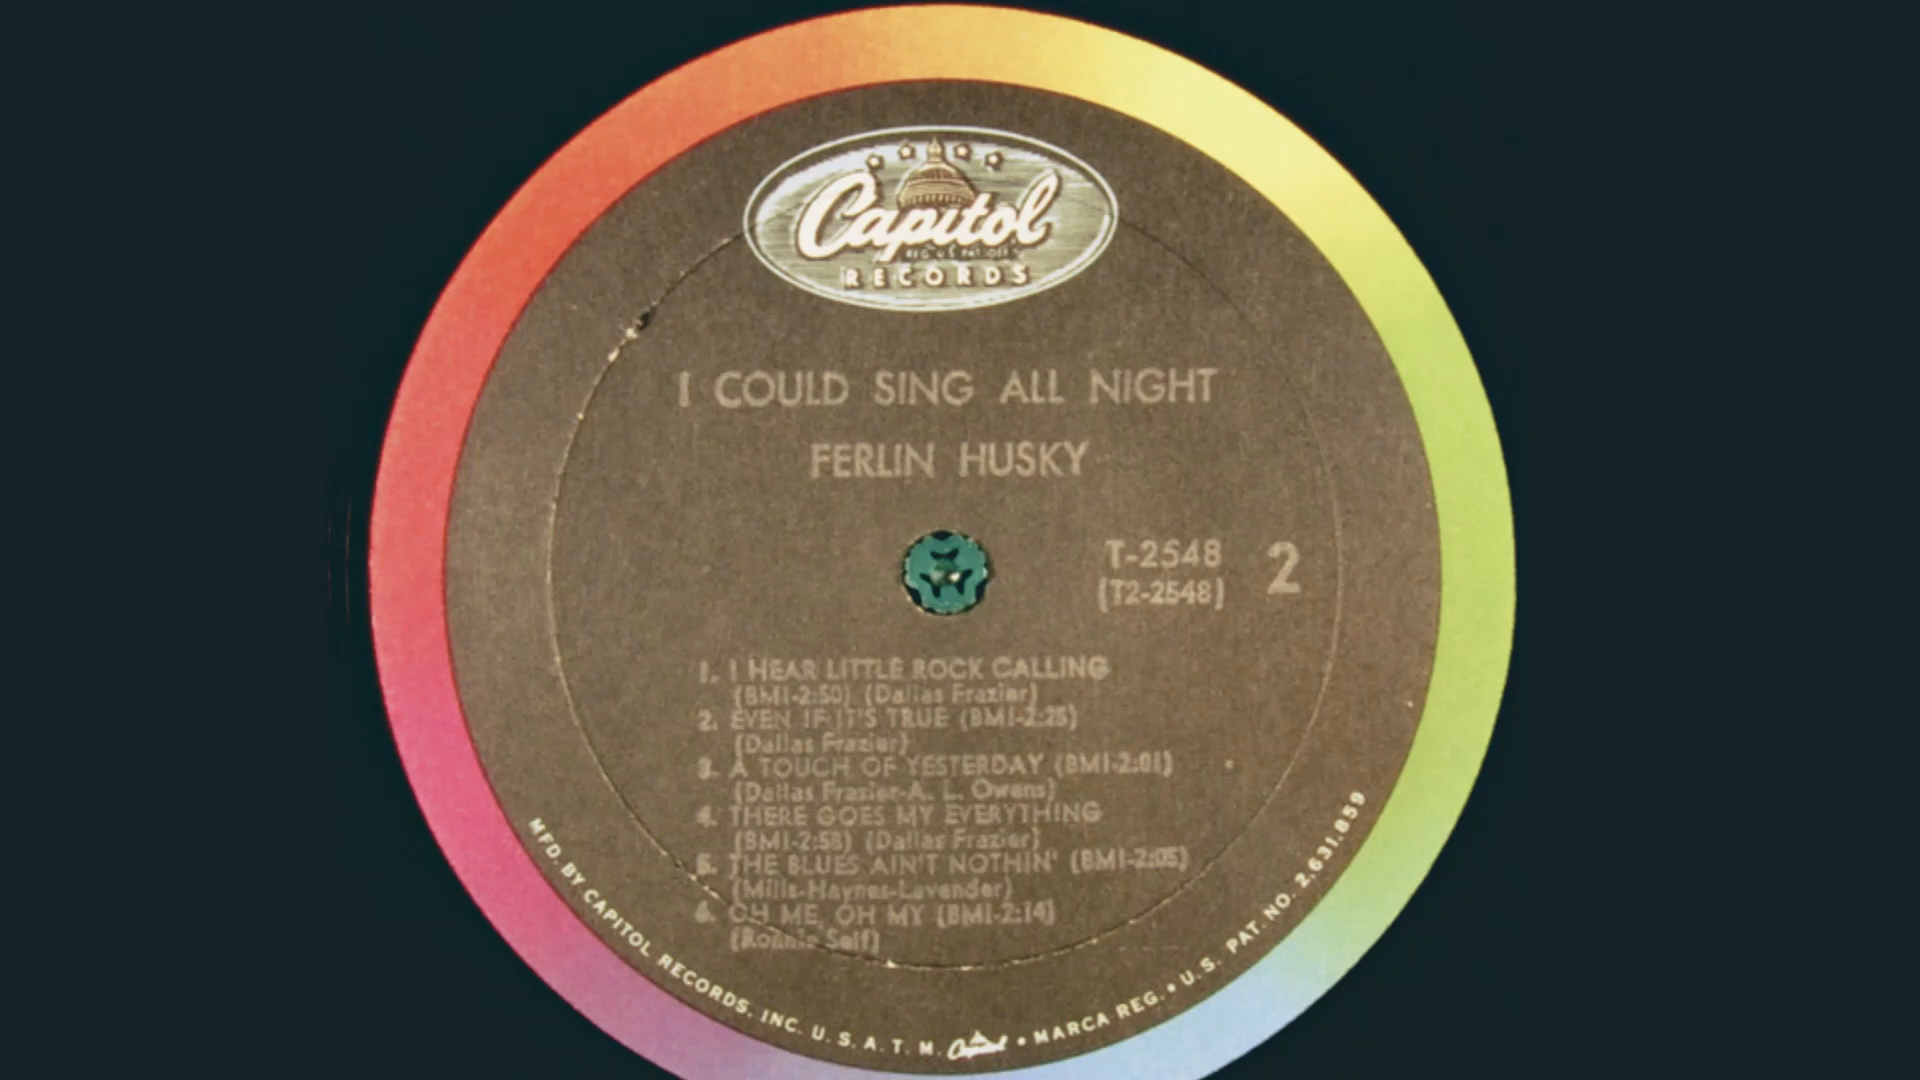 Capitol
REG. U.S. PAT. OFF.
RECORDS
I COULD SING ALL NIGHT
FERLIN HUSKY
T-2548
(T2-2548)
2
1. I HEAR LITTLE ROCK CALLING
(BMI-2:50) (Dallas Frazier)
2. EVEN IF IT'S TRUE (BMI-2:25)
(Dallas Frazier)
3. A TOUCH OF YESTERDAY (BMI-2:01)
(Dallas Frazier-A. L. Owens)
4. THERE GOES MY EVERYTHING
(BMI-2:58) (Dallas Frazier)
5. THE BLUES AIN'T NOTHIN' (BMI-2:05)
(Mills-Haynes-Lavender)
6. OH ME, OH MY (BMI-2:14)
(Ronnie Self)
MFD. BY CAPITOL RECORDS, INC. U.S.A. T.M. Capitol • MARCA REG. • U.S. PAT. NO. 2,631,859